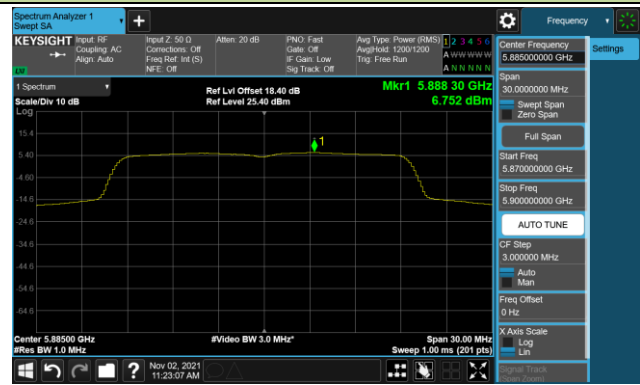 Spectrum Analyzer 1
Swept SA
+
Frequency
KEYSIGHT
Input: RF
Coupling: AC
Align: Auto
Input Z: 50 Ω
Corrections: Off
Freq Ref: Int (S)
NFE: Off
Atten: 20 dB
PNO: Fast
Gate: Off
IF Gain: Low
Sig Track: Off
Avg Type: Power (RMS)
Avg|Hold: 1200/1200
Trig: Free Run
1 2 3 4 5 6
A W W W W W
A N N N N N
LXI
Center Frequency
5.885000000 GHz
Settings
1 Spectrum
Scale/Div 10 dB
Log
Ref Lvl Offset 18.40 dB
Ref Level 25.40 dBm
Mkr1 5.888 30 GHz
6.752 dBm
Span
30.0000000 MHz
Swept Span
Zero Span
Full Span
Start Freq
5.870000000 GHz
Stop Freq
5.900000000 GHz
AUTO TUNE
CF Step
3.000000 MHz
Auto
Man
Freq Offset
0 Hz
X Axis Scale
Log
Lin
Signal Track
(Span Zoom)
1
15.4
5.40
-4.60
-14.6
-24.6
-34.6
-44.6
-54.6
-64.6
Center 5.88500 GHz
#Res BW 1.0 MHz
#Video BW 3.0 MHz*
Span 30.00 MHz
Sweep 1.00 ms (201 pts)
?
Nov 02, 2021
11:23:07 AM